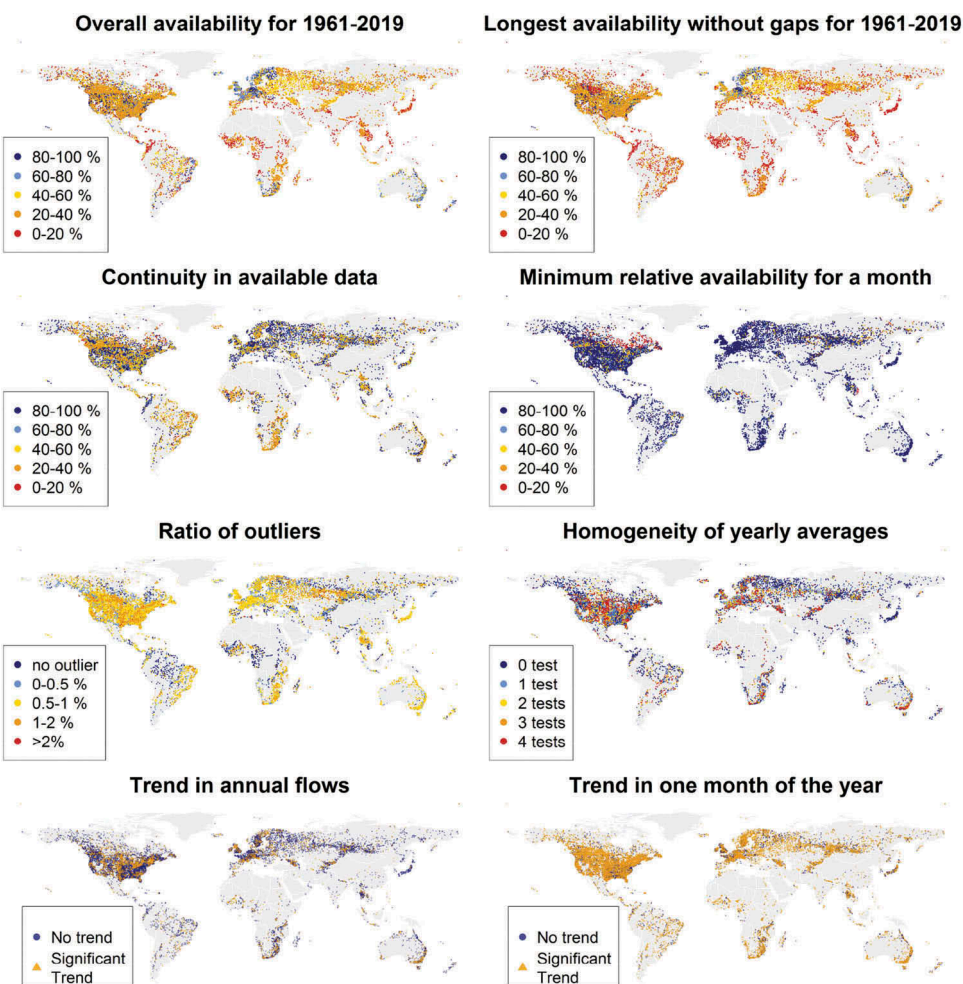 Overall availability for 1961-2019
80-100 %
60-80 %
40-60 %
20-40 %
0-20 %
Longest availability without gaps for 1961-2019
80-100 %
60-80 %
40-60 %
20-40 %
0-20 %
Continuity in available data
80-100 %
60-80 %
40-60 %
20-40 %
0-20 %
Minimum relative availability for a month
80-100 %
60-80 %
40-60 %
20-40 %
0-20 %
Ratio of outliers
no outlier
0-0.5 %
0.5-1 %
1-2 %
>2%
Homogeneity of yearly averages
0 test
1 test
2 tests
3 tests
4 tests
Trend in annual flows
No trend
Significant
Trend
Trend in one month of the year
No trend
Significant
Trend